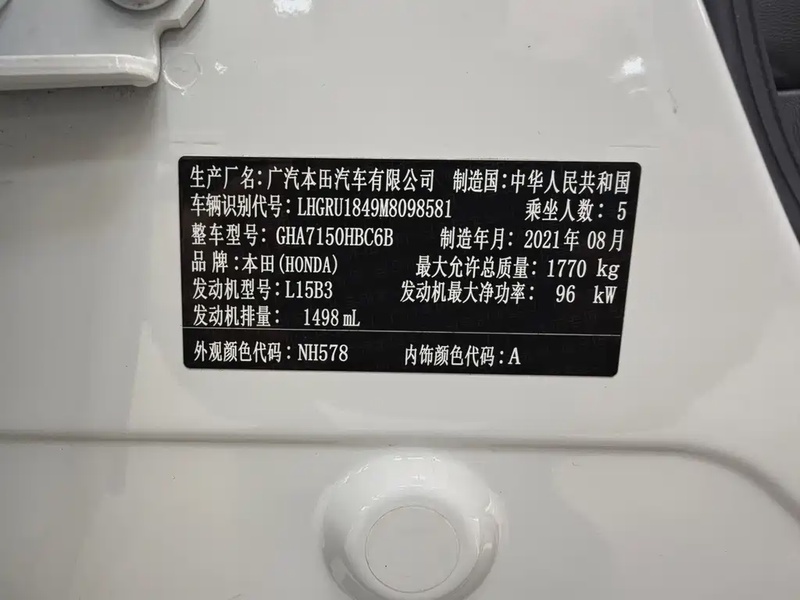 生产厂名：广汽本田汽车有限公司 制造国：中华人民共和国
车辆识别代号：LHGRU1849M8098581 乘坐人数：5
整车型号：GHA7150HBC6B 制造年月：2021年08月
品牌：本田(HONDA) 最大允许总质量：1770 kg
发动机型号：L15B3 发动机最大净功率：96 kW
发动机排量：1498 mL
外观颜色代码：NH578 内饰颜色代码：A